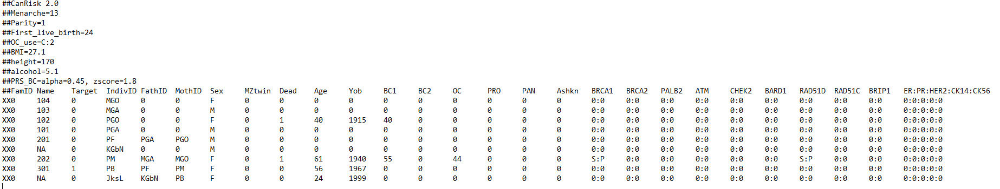 ##CanRisk 2.0
##Menarche=13
##Parity=1
##First_live_birth=24
##OC_use=C:2
##BMI=27.1
##height=170
##alcohol=5.1
##PRS_BC=alpha=0.45, zscore=1.8
##FamID Name Target IndivID FathID MothID Sex MZtwin Dead Age Yob BC1 BC2 OC PRO PAN Ashkn BRCA1 BRCA2 PALB2 ATM CHEK2 BARD1 RAD51D RAD51C BRIP1 ER:PR:HER2:CK14:CK56
XX0 104 0 MGO 0 0 F 0 0 0 0 0 0 0 0 0 0 0:0 0:0 0:0 0:0 0:0 0:0 0:0 0:0 0:0 0:0:0:0:0
XX0 103 0 MGA 0 0 M 0 0 0 0 0 0 0 0 0 0 0:0 0:0 0:0 0:0 0:0 0:0 0:0 0:0 0:0 0:0:0:0:0
XX0 102 0 PGO 0 0 F 0 1 40 1915 40 0 0 0 0 0 0:0 0:0 0:0 0:0 0:0 0:0 0:0 0:0 0:0 0:0:0:0:0
XX0 101 0 PGA 0 0 M 0 0 0 0 0 0 0 0 0 0 0:0 0:0 0:0 0:0 0:0 0:0 0:0 0:0 0:0 0:0:0:0:0
XX0 201 0 PF PGA PGO M 0 0 0 0 0 0 0 0 0 0 0:0 0:0 0:0 0:0 0:0 0:0 0:0 0:0 0:0 0:0:0:0:0
XX0 NA 0 KGbN 0 0 M 0 0 0 0 0 0 0 0 0 0 0:0 0:0 0:0 0:0 0:0 0:0 0:0 0:0 0:0 0:0:0:0:0
XX0 202 0 PM MGA MGO F 0 1 61 1940 55 0 44 0 0 0 S:P 0:0 0:0 0:0 0:0 0:0 S:P 0:0 0:0 0:0:0:0:0
XX0 301 1 PB PF PM F 0 0 56 1967 0 0 0 0 0 0 0:0 0:0 0:0 0:0 0:0 0:0 0:0 0:0 0:0 0:0:0:0:0
XX0 NA 0 JksL KGbN PB F 0 0 24 1999 0 0 0 0 0 0 0:0 0:0 0:0 0:0 0:0 0:0 0:0 0:0 0:0 0:0:0:0:0